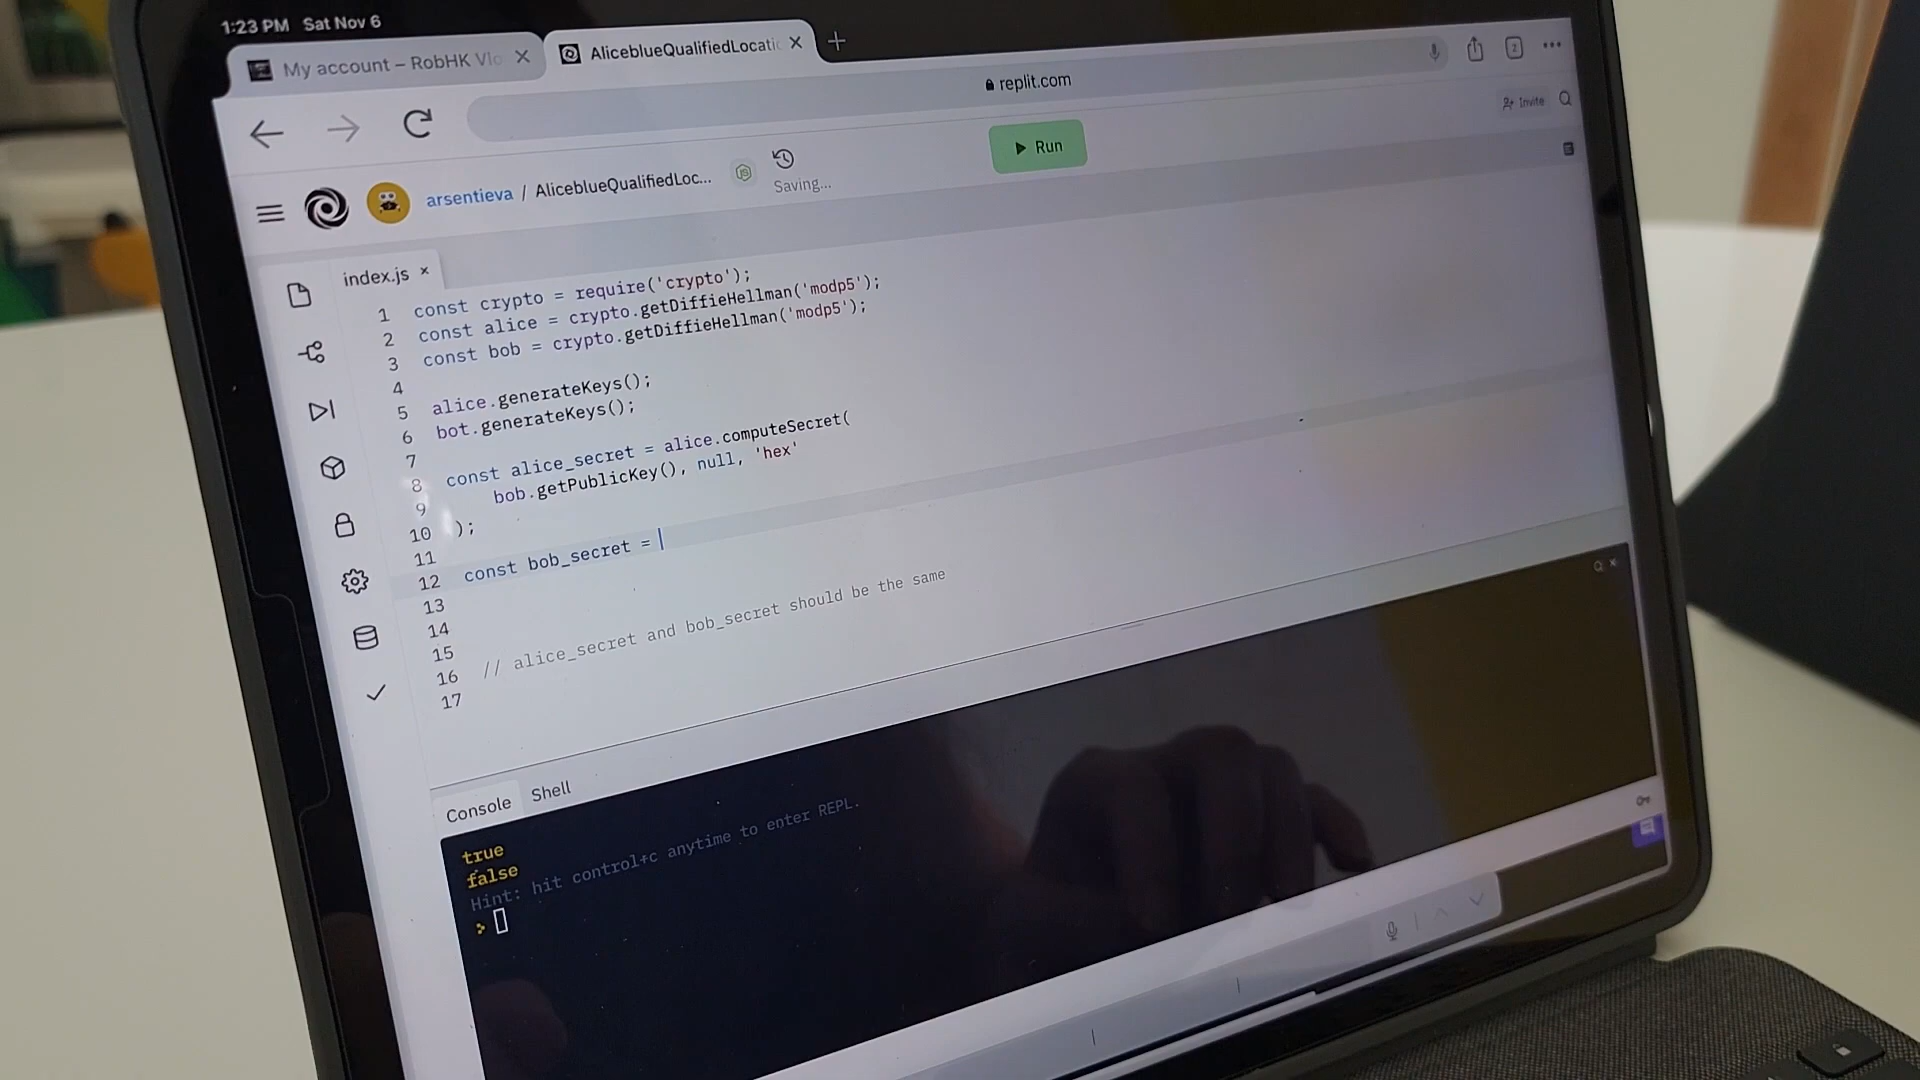 1:23 PM Sat Nov 6
My account – RobHK Vlo
AliceblueQualifiedLocatic
replit.com
Invite
Run
arsentieva / AliceblueQualifiedLoc...
Saving...
index.js
1 const crypto = require('crypto');
2 const alice = crypto.getDiffieHellman('modp5');
3 const bob = crypto.getDiffieHellman('modp5');
4
5 alice.generateKeys();
6 bot.generateKeys();
7
8 const alice_secret = alice.computeSecret(
9 bob.getPublicKey(), null, 'hex'
10 );
11
12 const bob_secret =
13
14
15
16 // alice_secret and bob_secret should be the same
17
Console Shell
true
false
Hint: hit control+c anytime to enter REPL.
>